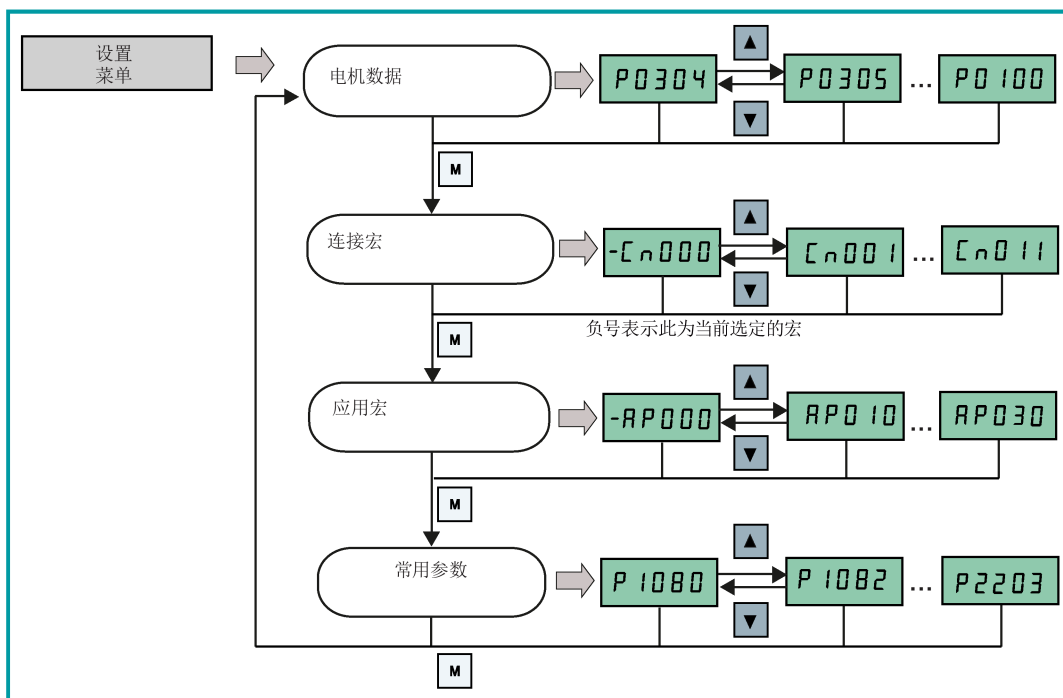 设置
菜单
电机数据
P0304
P0305
...
P0100
M
连接宏
-Cn000
Cn001
...
Cn011
负号表示此为当前选定的宏
M
应用宏
-AP000
AP010
...
AP030
M
常用参数
P1080
P1082
...
P2203
M